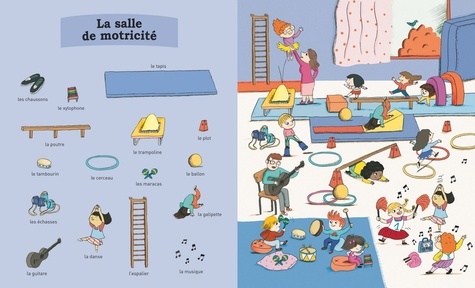 La salle
de motricité
le tapis
les chaussons
le xylophone
la poutre
le trampoline
le plot
le tambourin
le cerceau
les maracas
le ballon
les échasses
la galipette
la danse
la guitare
l'espalier
la musique